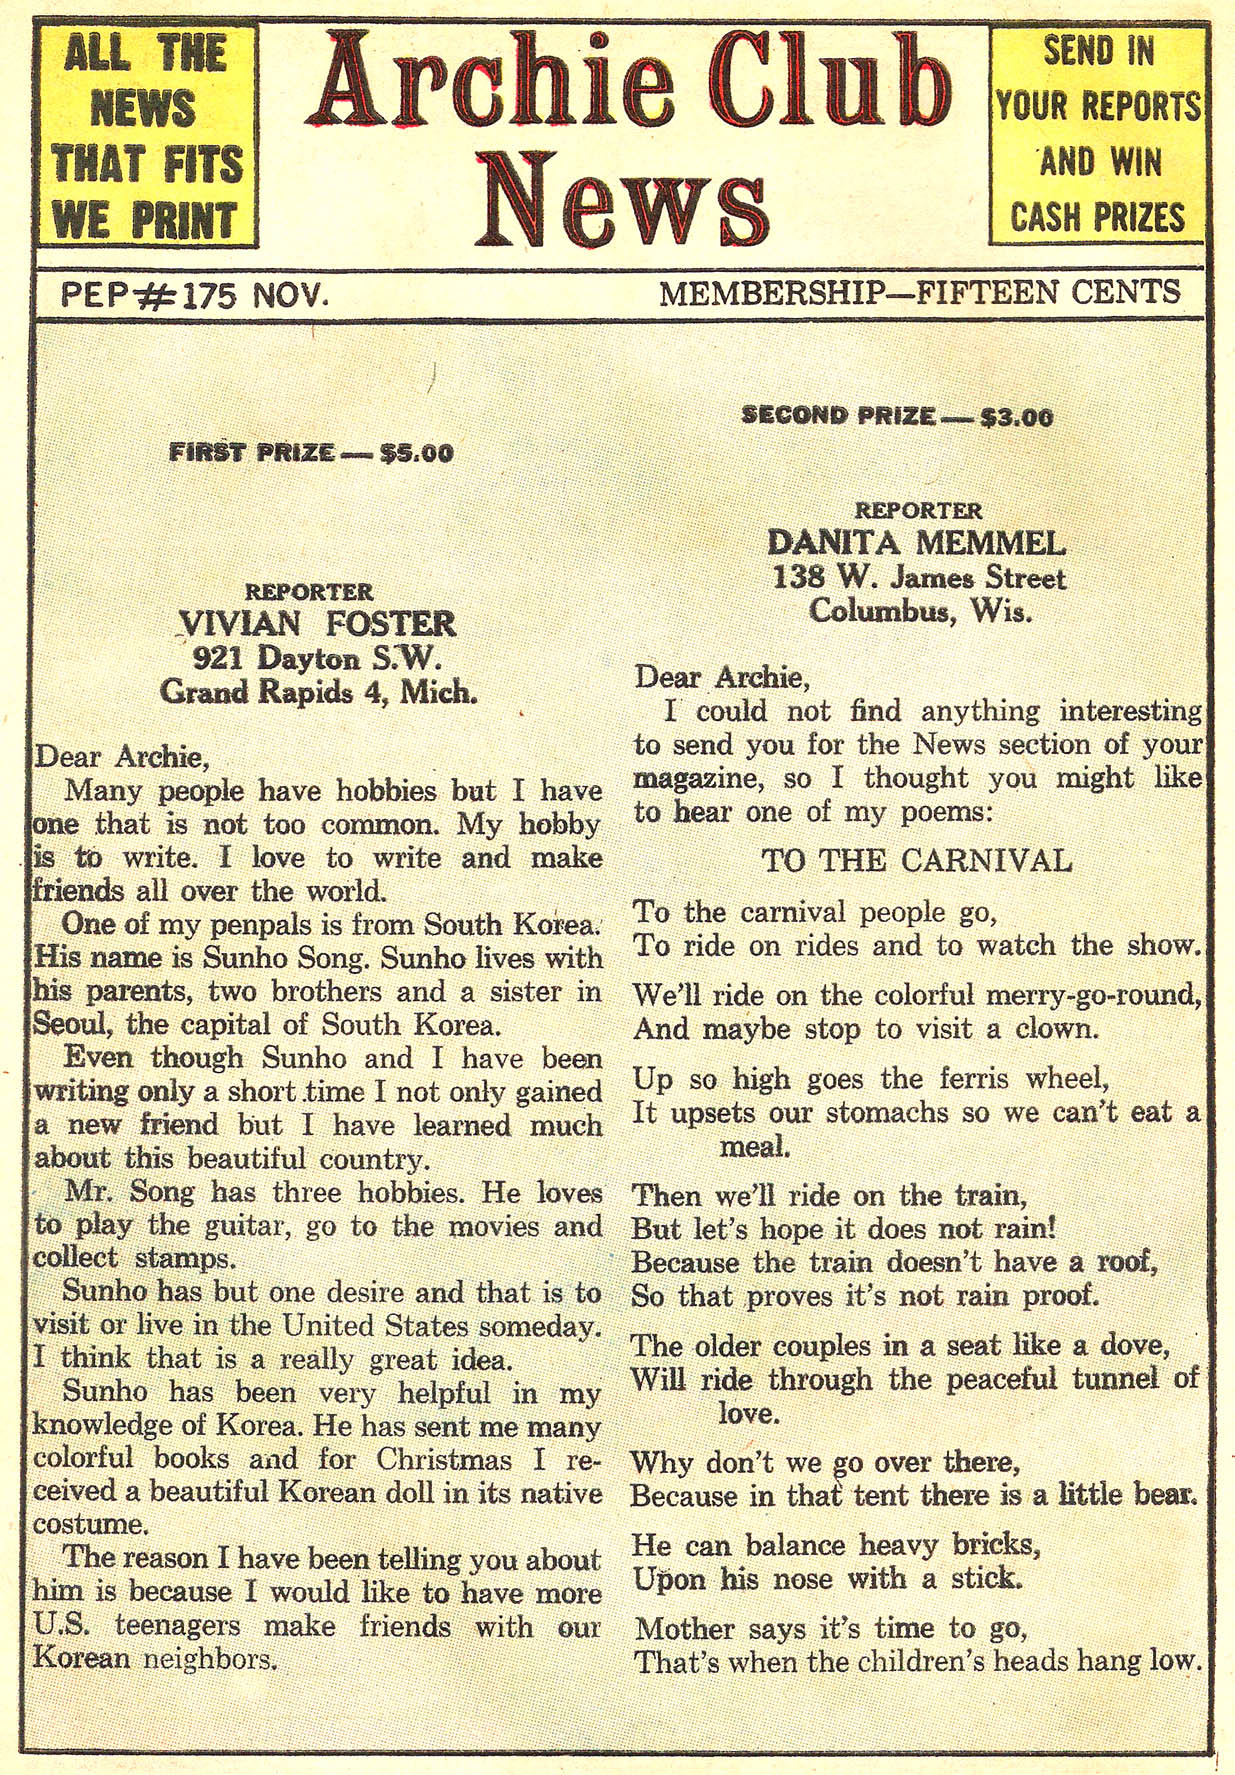 ALL THE
NEWS
THAT FITS
WE PRINT
Archie Club
News
SEND IN
YOUR REPORTS
AND WIN
CASH PRIZES
PEP#175 NOV.
MEMBERSHIP—FIFTEEN CENTS
FIRST PRIZE — $5.00
REPORTER
VIVIAN FOSTER
921 Dayton S.W.
Grand Rapids 4, Mich.
Dear Archie,
Many people have hobbies but I have
one that is not too common. My hobby
is to write. I love to write and make
friends all over the world.
One of my penpals is from South Korea.
His name is Sunho Song. Sunho lives with
his parents, two brothers and a sister in
Seoul, the capital of South Korea.
Even though Sunho and I have been
writing only a short time I not only gained
a new friend but I have learned much
about this beautiful country.
Mr. Song has three hobbies. He loves
to play the guitar, go to the movies and
collect stamps.
Sunho has but one desire and that is to
visit or live in the United States someday.
I think that is a really great idea.
Sunho has been very helpful in my
knowledge of Korea. He has sent me many
colorful books and for Christmas I re-
ceived a beautiful Korean doll in its native
costume.
The reason I have been telling you about
him is because I would like to have more
U.S. teenagers make friends with our
Korean neighbors.
SECOND PRIZE — $3.00
REPORTER
DANITA MEMMEL
138 W. James Street
Columbus, Wis.
Dear Archie,
I could not find anything interesting
to send you for the News section of your
magazine, so I thought you might like
to hear one of my poems:
TO THE CARNIVAL
To the carnival people go,
To ride on rides and to watch the show.
We'll ride on the colorful merry-go-round,
And maybe stop to visit a clown.
Up so high goes the ferris wheel,
It upsets our stomachs so we can't eat a
meal.
Then we'll ride on the train,
But let's hope it does not rain!
Because the train doesn't have a roof,
So that proves it's not rain proof.
The older couples in a seat like a dove,
Will ride through the peaceful tunnel of
love.
Why don't we go over there,
Because in that tent there is a little bear.
He can balance heavy bricks,
Upon his nose with a stick.
Mother says it's time to go,
That's when the children's heads hang low.